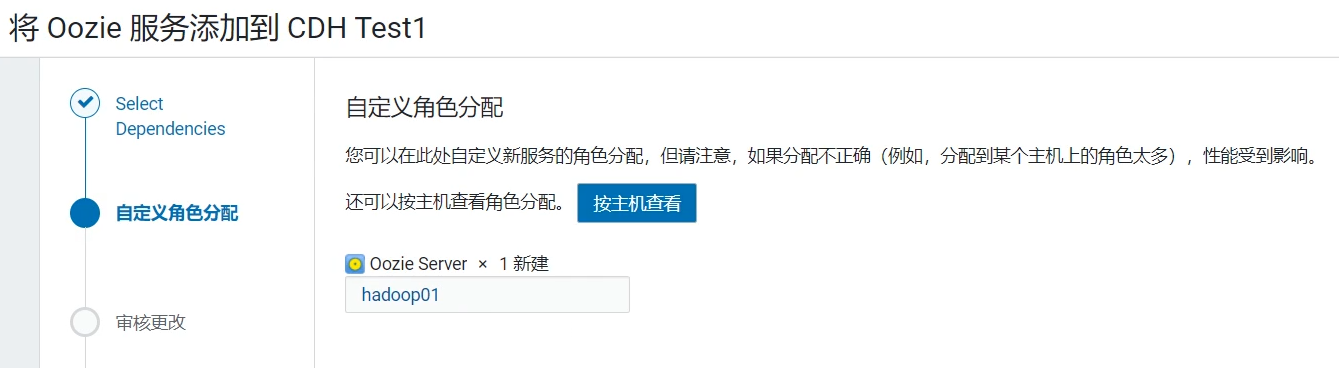 将 Oozie 服务添加到 CDH Test1
Select
Dependencies
自定义角色分配
审核更改
自定义角色分配
您可以在此处自定义新服务的角色分配，但请注意，如果分配不正确（例如，分配到某个主机上的角色太多），性能受到影响。
还可以按主机查看角色分配。 按主机查看
Oozie Server × 1 新建
hadoop01